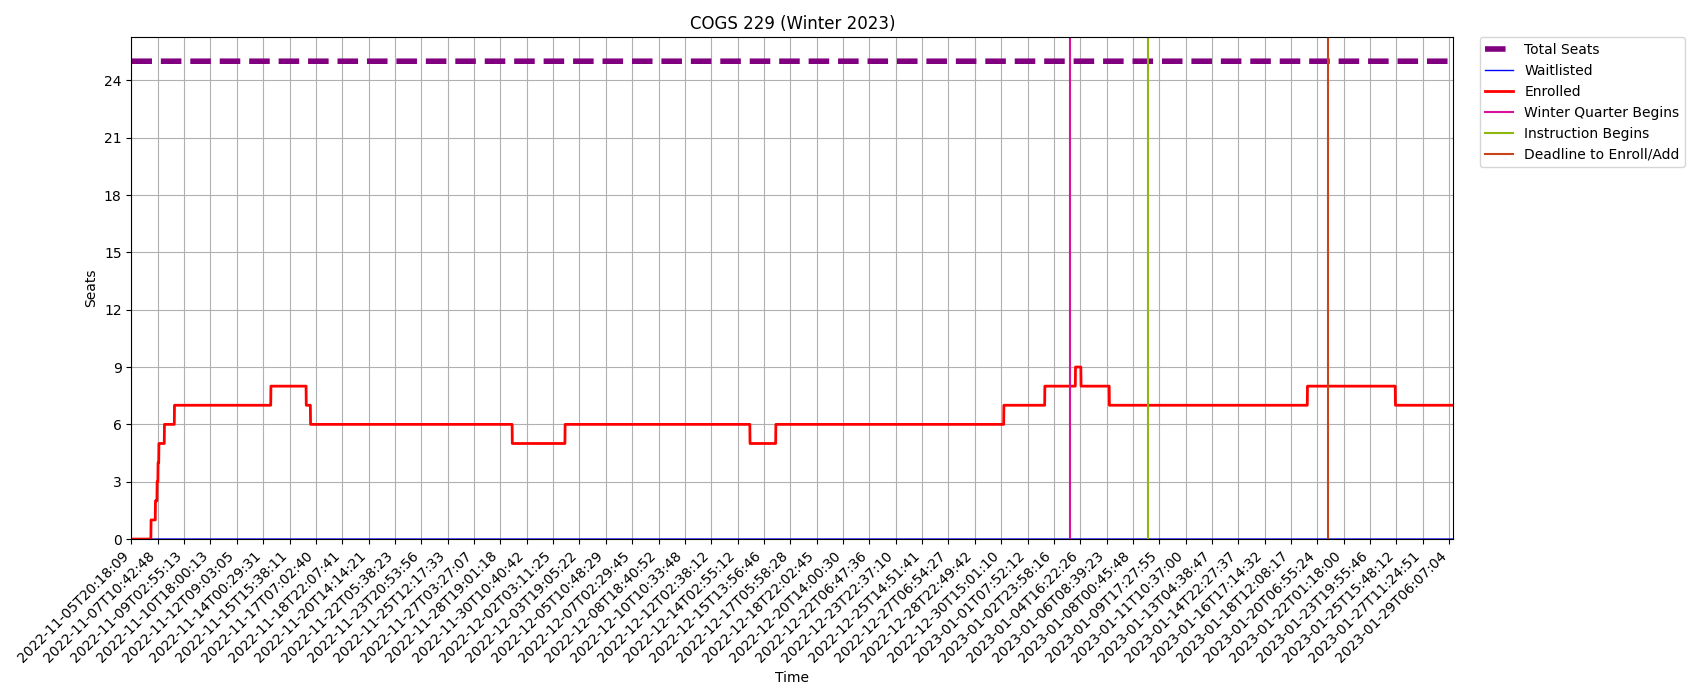 COGS 229 (Winter 2023)
Total Seats
Waitlisted
Enrolled
Winter Quarter Begins
Instruction Begins
Deadline to Enroll/Add
Seats
24
21
18
15
12
9
6
3
0
2022-11-05T20:18:09
2022-11-07T10:42:48
2022-11-09T02:55:13
2022-11-10T18:00:13
2022-11-12T09:03:05
2022-11-14T00:29:31
2022-11-15T15:38:11
2022-11-17T07:02:40
2022-11-18T22:07:41
2022-11-20T14:14:21
2022-11-22T05:38:23
2022-11-23T20:53:56
2022-11-25T12:17:33
2022-11-27T03:27:07
2022-11-28T19:01:18
2022-11-30T10:40:42
2022-12-02T03:11:25
2022-12-03T19:05:22
2022-12-05T10:48:29
2022-12-07T02:29:45
2022-12-08T18:40:52
2022-12-10T10:33:48
2022-12-12T02:38:12
2022-12-14T02:55:12
2022-12-15T13:56:46
2022-12-17T05:58:28
2022-12-18T22:02:45
2022-12-20T14:00:30
2022-12-22T06:47:36
2022-12-23T22:37:10
2022-12-25T14:51:41
2022-12-27T06:54:27
2022-12-28T22:49:42
2022-12-30T15:01:10
2023-01-01T07:52:12
2023-01-02T23:58:16
2023-01-04T16:22:26
2023-01-06T08:39:23
2023-01-08T00:45:48
2023-01-09T17:27:55
2023-01-11T10:37:00
2023-01-13T04:38:47
2023-01-14T22:27:37
2023-01-16T17:14:32
2023-01-18T12:08:17
2023-01-20T06:55:24
2023-01-22T01:18:00
2023-01-23T19:55:46
2023-01-25T15:48:12
2023-01-27T11:24:51
2023-01-29T06:07:04
Time